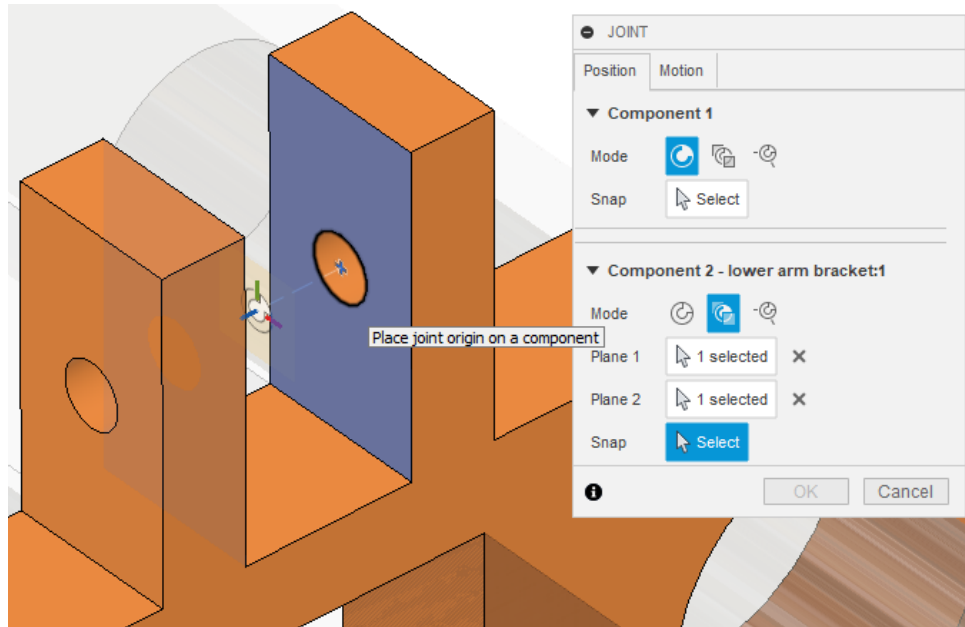 JOINT
Position Motion
Component 1
Mode
Snap Select
Component 2 - lower arm bracket:1
Mode
Place joint origin on a component
Plane 1 1 selected
Plane 2 1 selected
Snap Select
OK Cancel